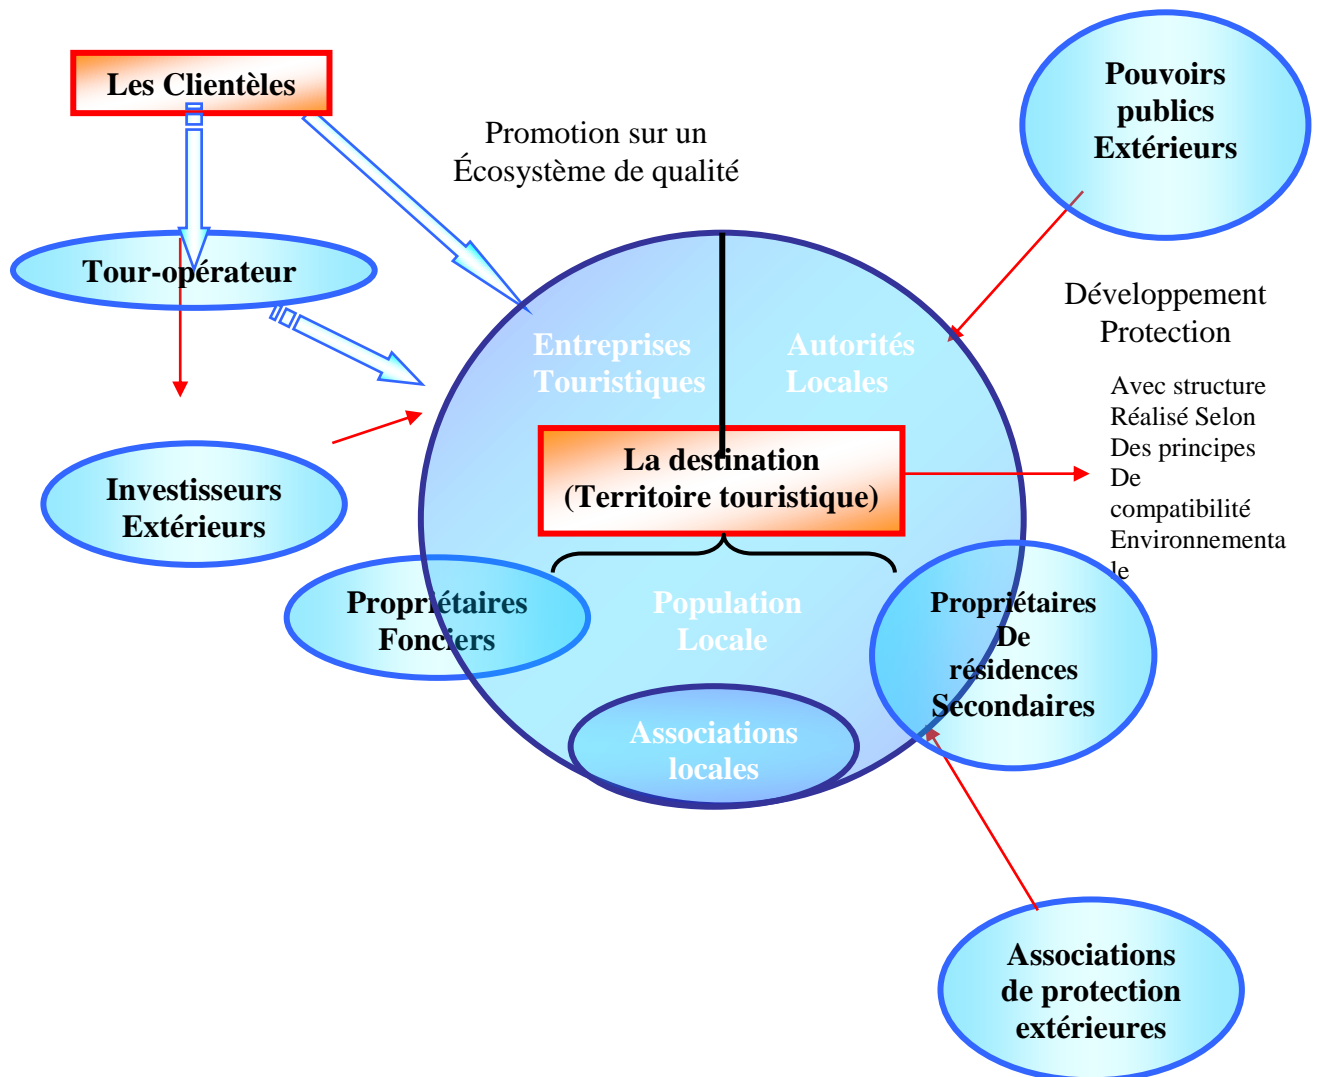 Les Clientèles
Pouvoirs
publics
Extérieurs
Promotion sur un
Écosystème de qualité
Tour-opérateur
Développement
Protection
Entreprises
Touristiques
Autorités
Locales
Avec structure
Réalisé Selon
Des principes
De
compatibilité
Environnementa
le
La destination
(Territoire touristique)
Investisseurs
Extérieurs
Propriétaires
Fonciers
Population
Locale
Propriétaires
De
résidences
Secondaires
Associations
locales
Associations
de protection
extérieures